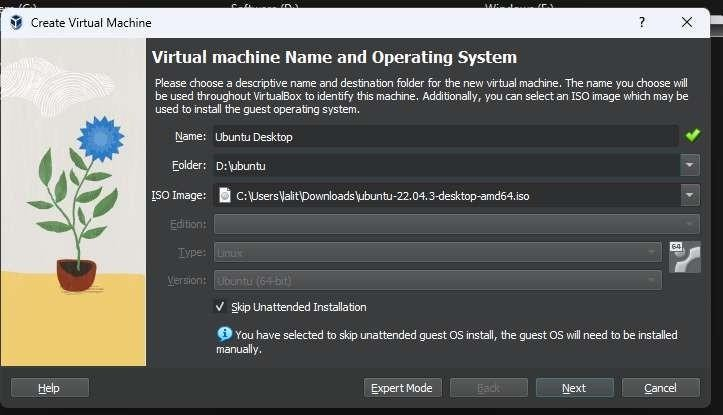 Software (D:)
Create Virtual Machine
?
Virtual machine Name and Operating System
Please choose a descriptive name and destination folder for the new virtual machine. The name you choose will
be used throughout VirtualBox to identify this machine. Additionally, you can select an ISO image which may be
used to install the guest operating system.
Name: Ubuntu Desktop
Folder: D:\ubuntu
ISO Image: C:\Users\lalit\Downloads\ubuntu-22.04.3-desktop-amd64.iso
Edition:
Type: Linux
64
Version: Ubuntu (64-bit)
Skip Unattended Installation
You have selected to skip unattended guest OS install, the guest OS will need to be installed
manually.
Help Expert Mode Back Next Cancel